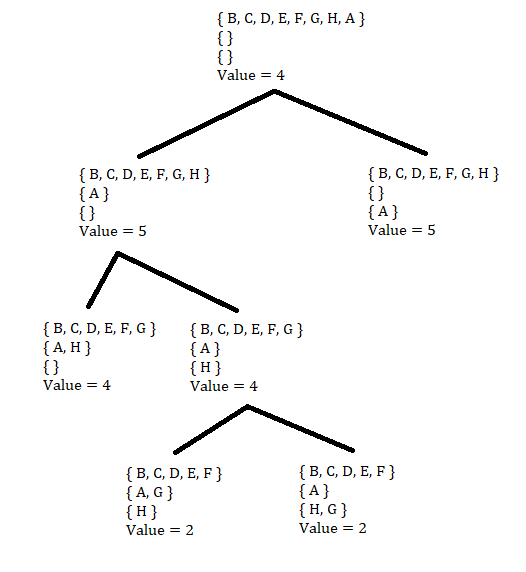 { B, C, D, E, F, G, H, A }
{}
{}
Value = 4
{ B, C, D, E, F, G, H }
{ A }
{}
Value = 5
{ B, C, D, E, F, G, H }
{}
{ A }
Value = 5
{ B, C, D, E, F, G }
{ A, H }
{}
Value = 4
{ B, C, D, E, F, G }
{ A }
{ H }
Value = 4
{ B, C, D, E, F }
{ A, G }
{ H }
Value = 2
{ B, C, D, E, F }
{ A }
{ H, G }
Value = 2